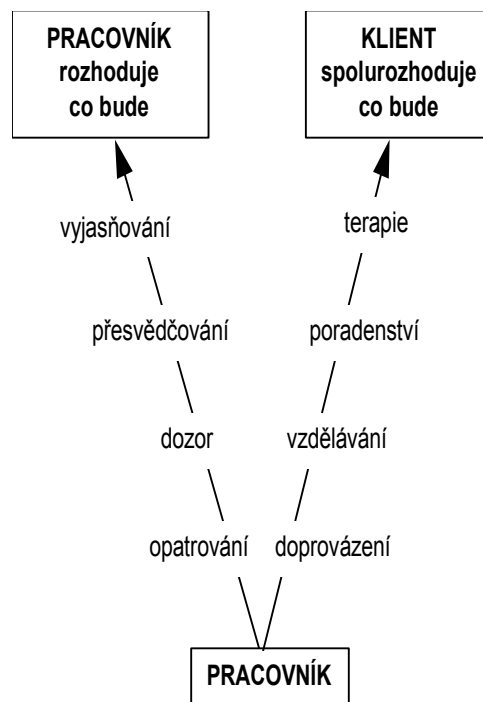 PRACOVNÍK
rozhoduje
co bude
KLIENT
spolurozhoduje
co bude
vyjasňování
terapie
přesvědčování
poradenství
dozor
vzdělávání
opatrování
doprovázení
PRACOVNÍK